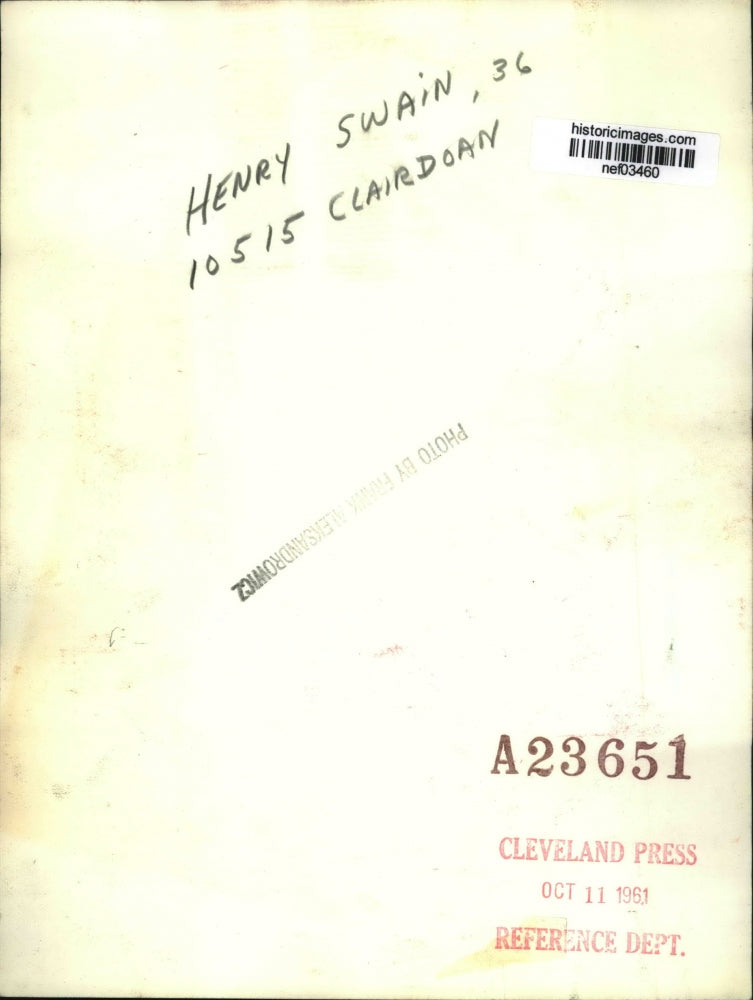 HENRY SWAIN, 36
10515 CLAIRDOAN
historicimages.com
nef03460
PHOTO BY FRANK ALEKSANDROWICZ
A23651
CLEVELAND PRESS
OCT 11 1961
REFERENCE DEPT.